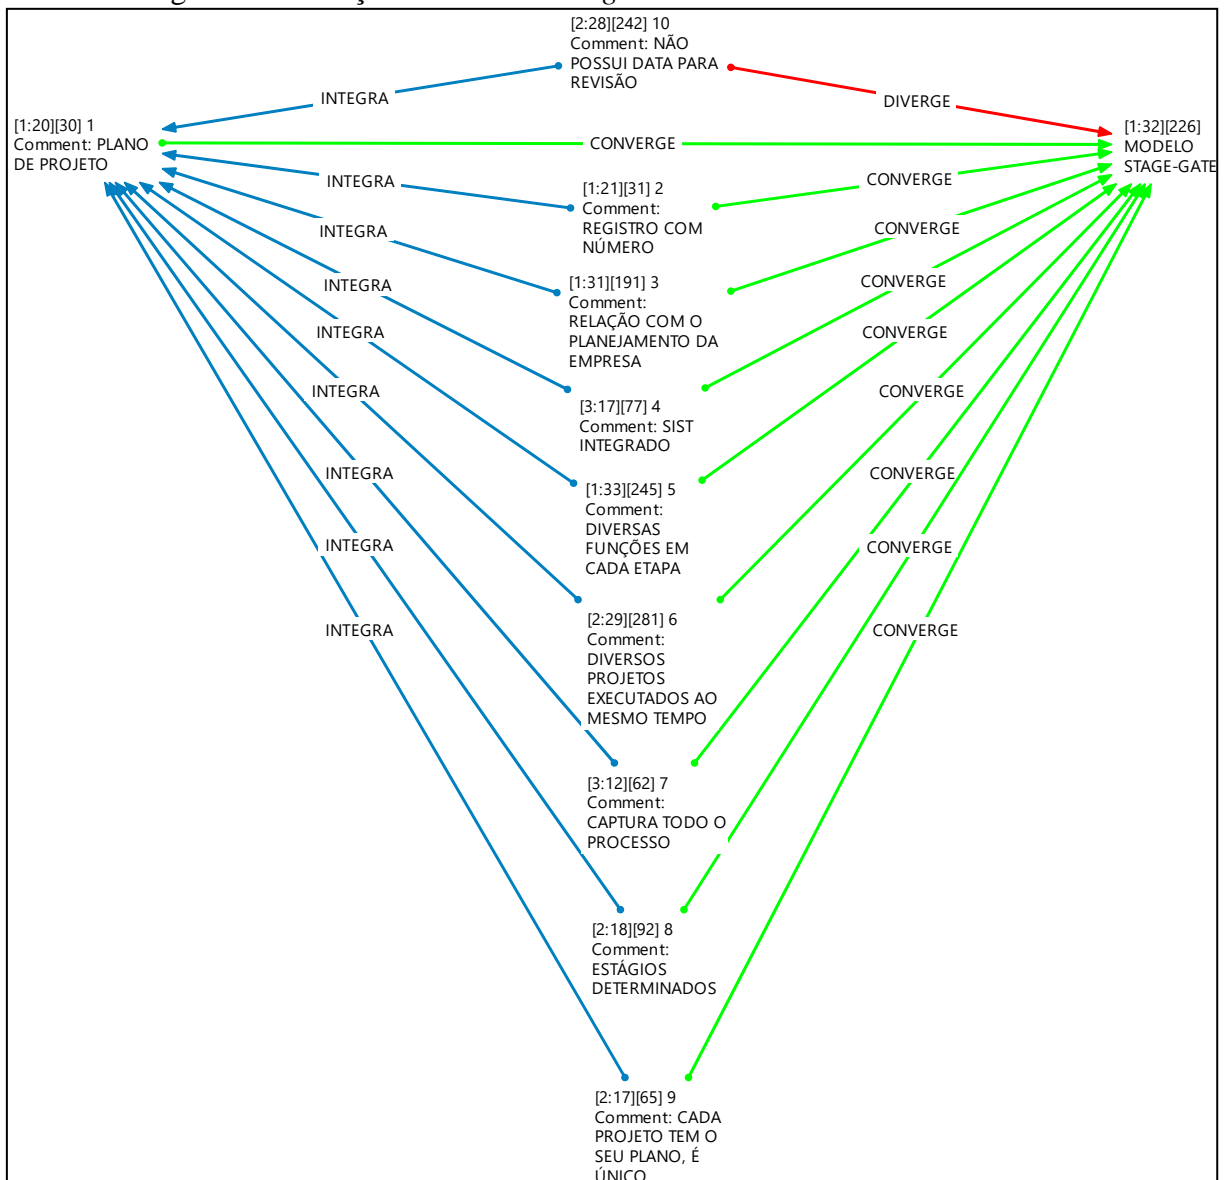 [2:28][242] 10
Comment: NÃO
POSSUI DATA PARA
REVISÃO
INTEGRA
DIVERGE
[1:20][30] 1
Comment: PLANO
DE PROJETO
CONVERGE
[1:32][226]
MODELO
STAGE-GATE
INTEGRA
[1:21][31] 2
Comment:
REGISTRO COM
NÚMERO
CONVERGE
INTEGRA
CONVERGE
[1:31][191] 3
Comment:
RELAÇÃO COM O
PLANEJAMENTO DA
EMPRESA
INTEGRA
CONVERGE
INTEGRA
CONVERGE
[3:17][77] 4
Comment: SIST
INTEGRADO
INTEGRA
CONVERGE
[1:33][245] 5
Comment:
DIVERSAS
FUNÇÕES EM
CADA ETAPA
INTEGRA
CONVERGE
INTEGRA
CONVERGE
[2:29][281] 6
Comment:
DIVERSOS
PROJETOS
EXECUTADOS AO
MESMO TEMPO
INTEGRA
CONVERGE
[3:12][62] 7
Comment:
CAPTURA TODO O
PROCESSO
[2:18][92] 8
Comment:
ESTÁGIOS
DETERMINADOS
[2:17][65] 9
Comment: CADA
PROJETO TEM O
SEU PLANO, É
ÚNICO